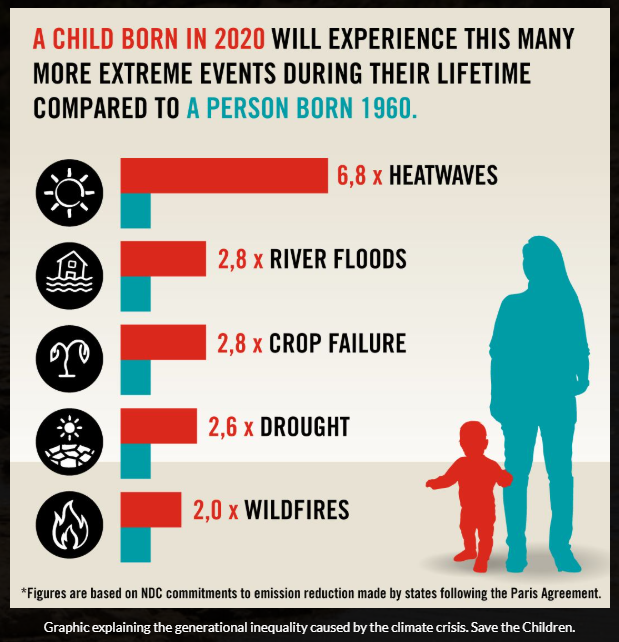 A CHILD BORN IN 2020 WILL EXPERIENCE THIS MANY
MORE EXTREME EVENTS DURING THEIR LIFETIME
COMPARED TO A PERSON BORN 1960.
6,8 x HEATWAVES
2,8 x RIVER FLOODS
2,8 x CROP FAILURE
2,6 x DROUGHT
2,0 x WILDFIRES
*Figures are based on NDC commitments to emission reduction made by states following the Paris Agreement.
Graphic explaining the generational inequality caused by the climate crisis. Save the Children.